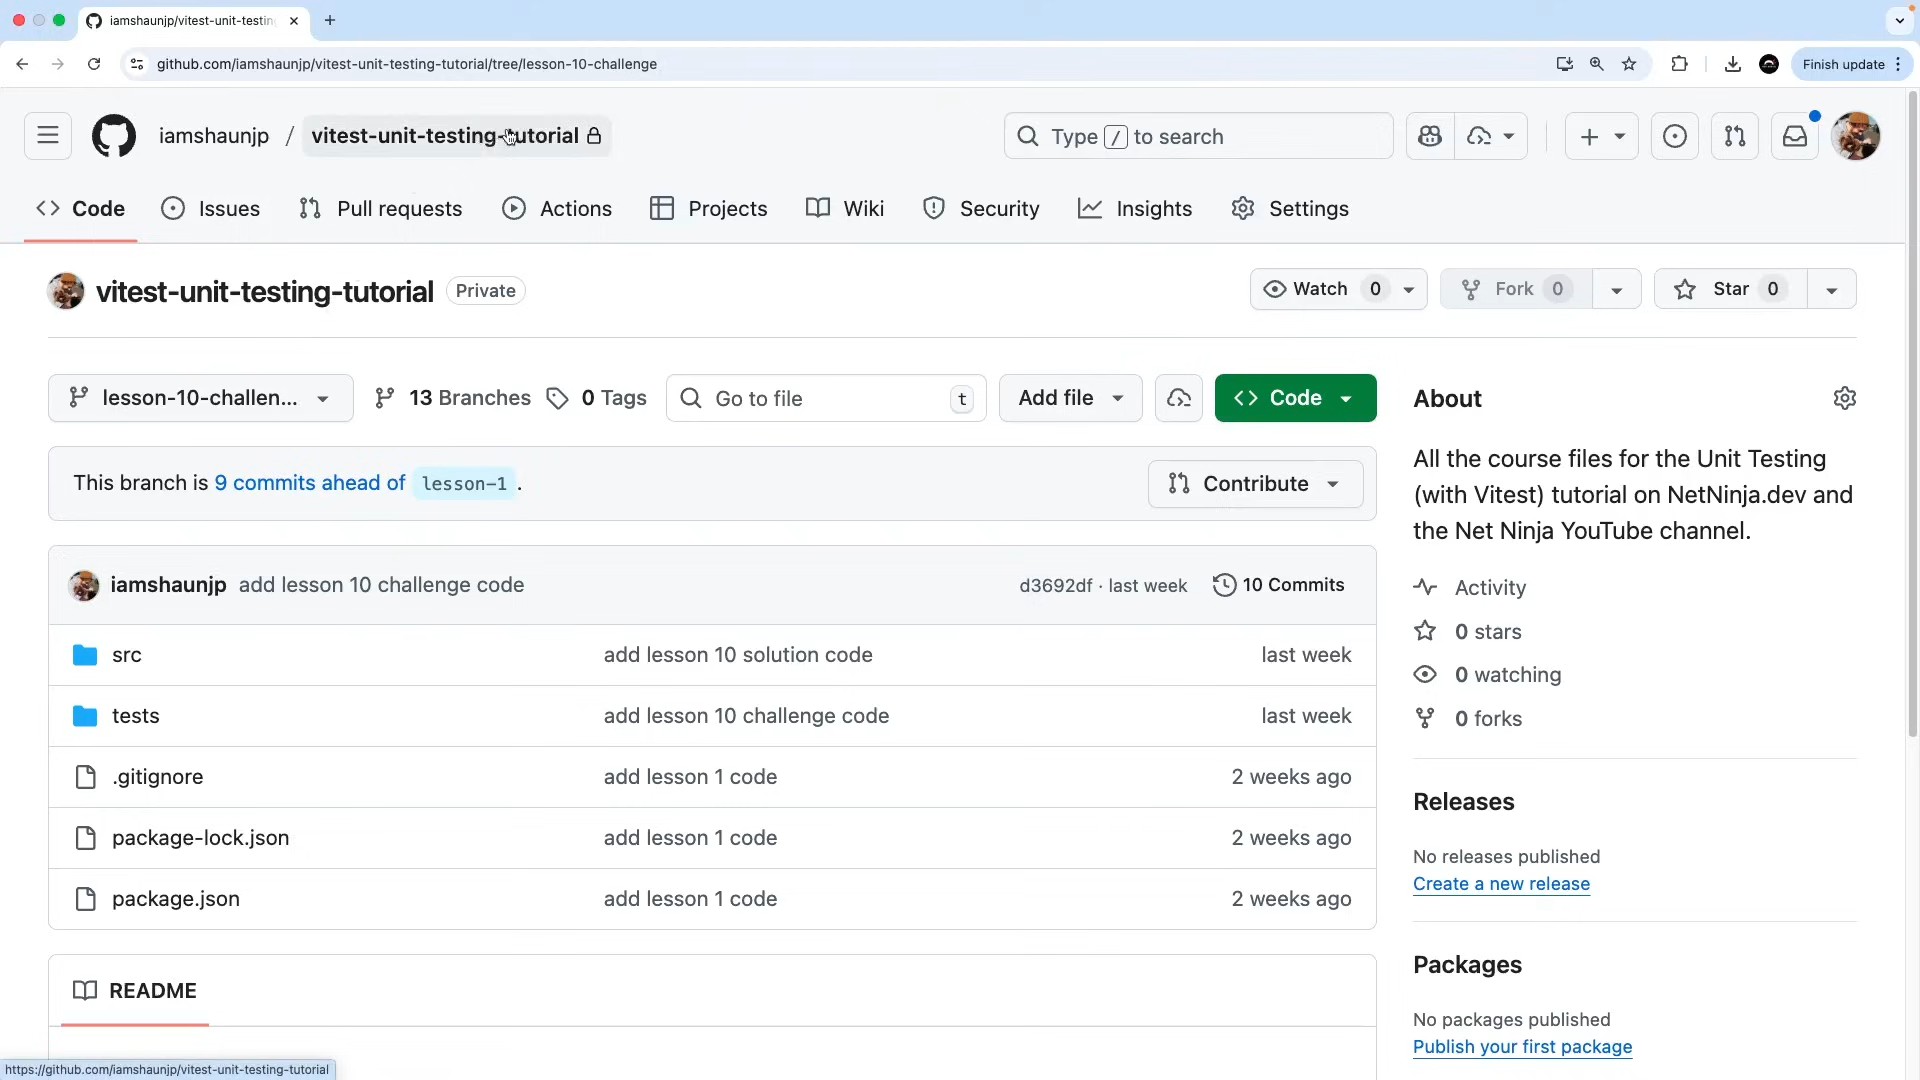 iamshaunjp/vitest-unit-testin
github.com/iamshaunjp/vitest-unit-testing-tutorial/tree/lesson-10-challenge
Finish update
iamshaunjp / vitest-unit-testing-tutorial
Type / to search
Code
Issues
Pull requests
Actions
Projects
Wiki
Security
Insights
Settings
vitest-unit-testing-tutorial
Private
Watch 0
Fork 0
Star 0
lesson-10-challen...
13 Branches
0 Tags
Go to file
t
Add file
Code
This branch is 9 commits ahead of lesson-1 .
Contribute
iamshaunjp add lesson 10 challenge code
d3692df · last week
10 Commits
src add lesson 10 solution code last week
tests add lesson 10 challenge code last week
.gitignore add lesson 1 code 2 weeks ago
package-lock.json add lesson 1 code 2 weeks ago
package.json add lesson 1 code 2 weeks ago
README
About
All the course files for the Unit Testing
(with Vitest) tutorial on NetNinja.dev and
the Net Ninja YouTube channel.
Activity
0 stars
0 watching
0 forks
Releases
No releases published
Create a new release
Packages
No packages published
Publish your first package
https://github.com/iamshaunjp/vitest-unit-testing-tutorial